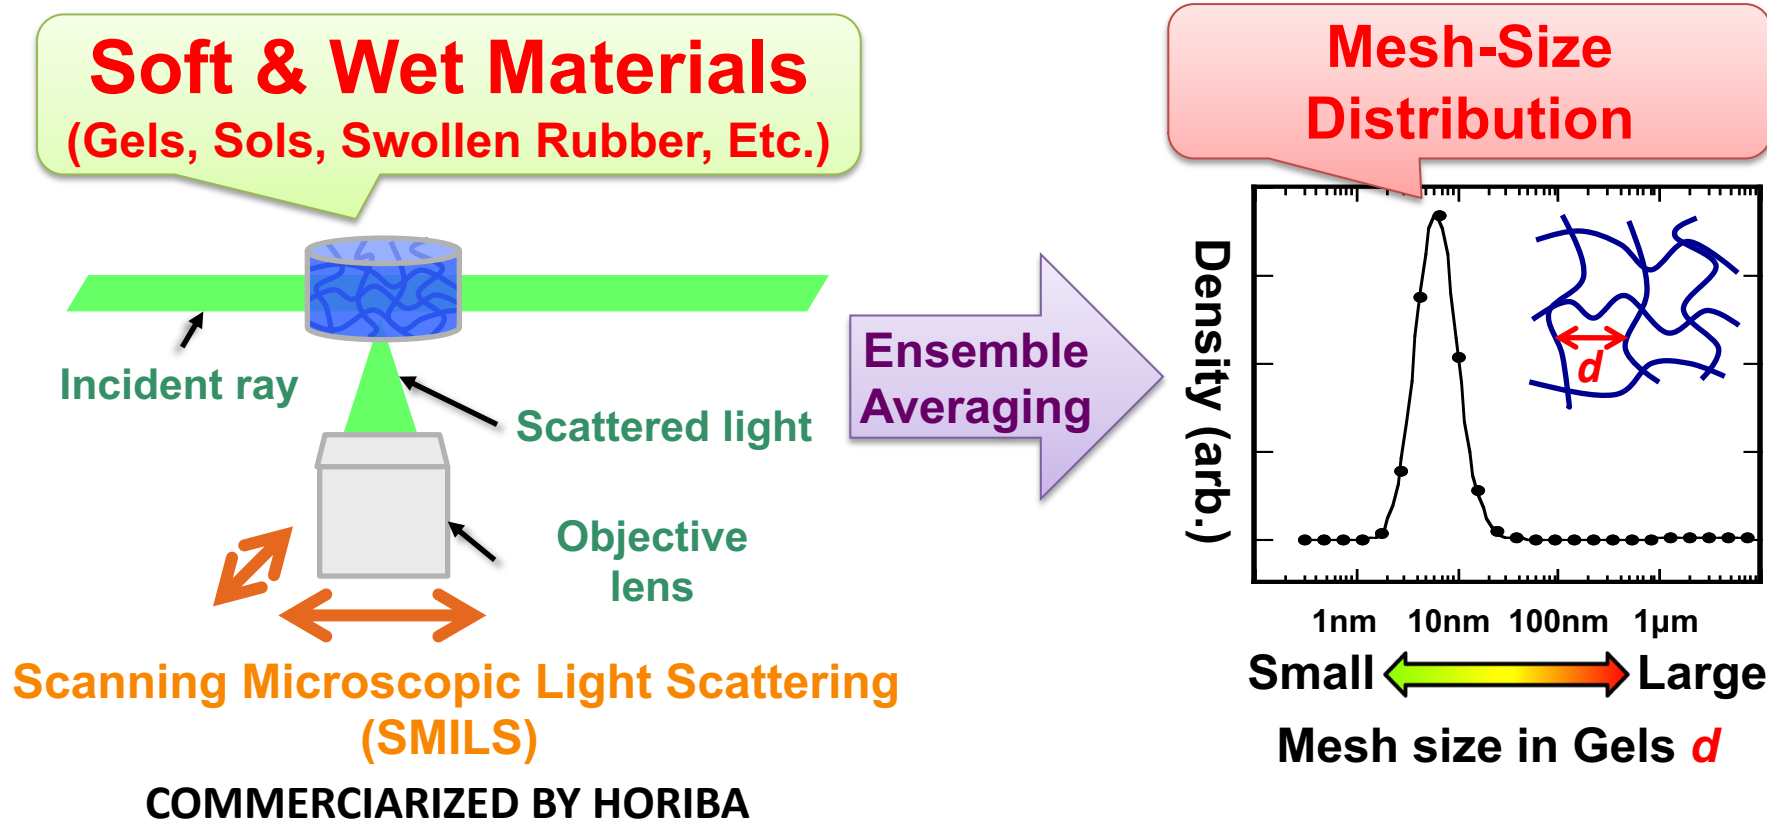 Soft & Wet Materials
(Gels, Sols, Swollen Rubber, Etc.)
Incident ray
Scattered light
Objective
lens
Scanning Microscopic Light Scattering
(SMILS)
COMMERCIARIZED BY HORIBA
Ensemble
Averaging
Mesh-Size
Distribution
Density (arb.)
d
1nm 10nm 100nm 1µm
Small Large
Mesh size in Gels d